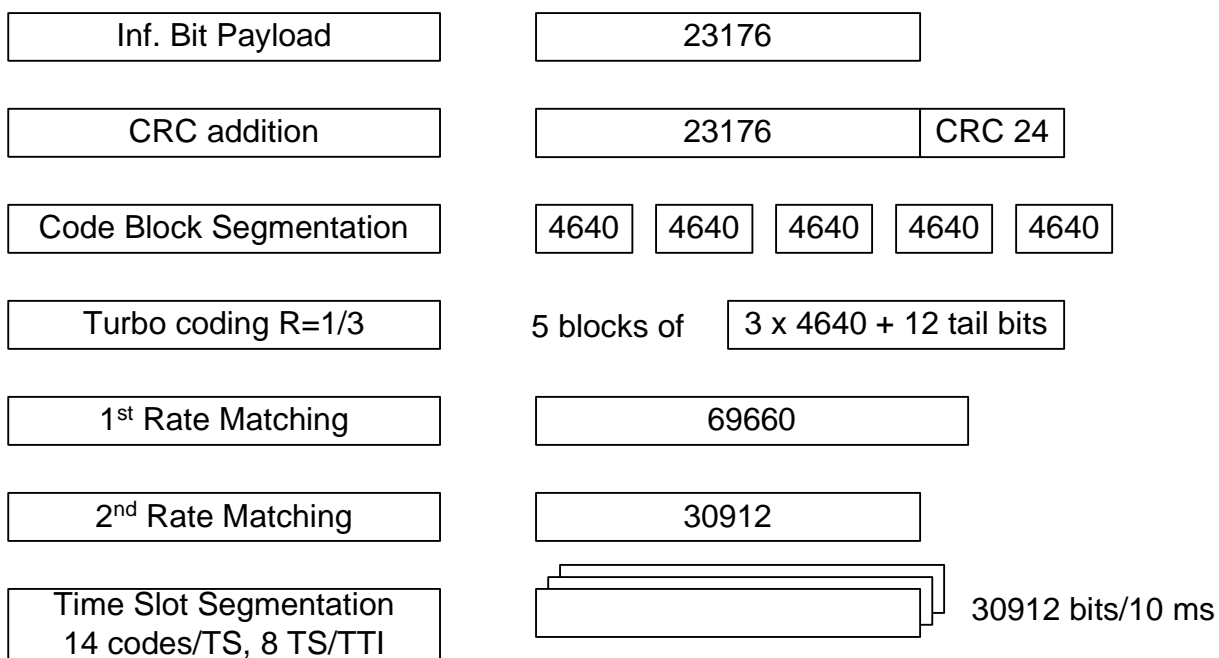 Inf. Bit Payload 23176
CRC addition 23176 CRC 24
Code Block Segmentation 4640 4640 4640 4640 4640
Turbo coding R=1/3 5 blocks of 3 x 4640 + 12 tail bits
1st Rate Matching 69660
2nd Rate Matching 30912
Time Slot Segmentation
14 codes/TS, 8 TS/TTI
30912 bits/10 ms